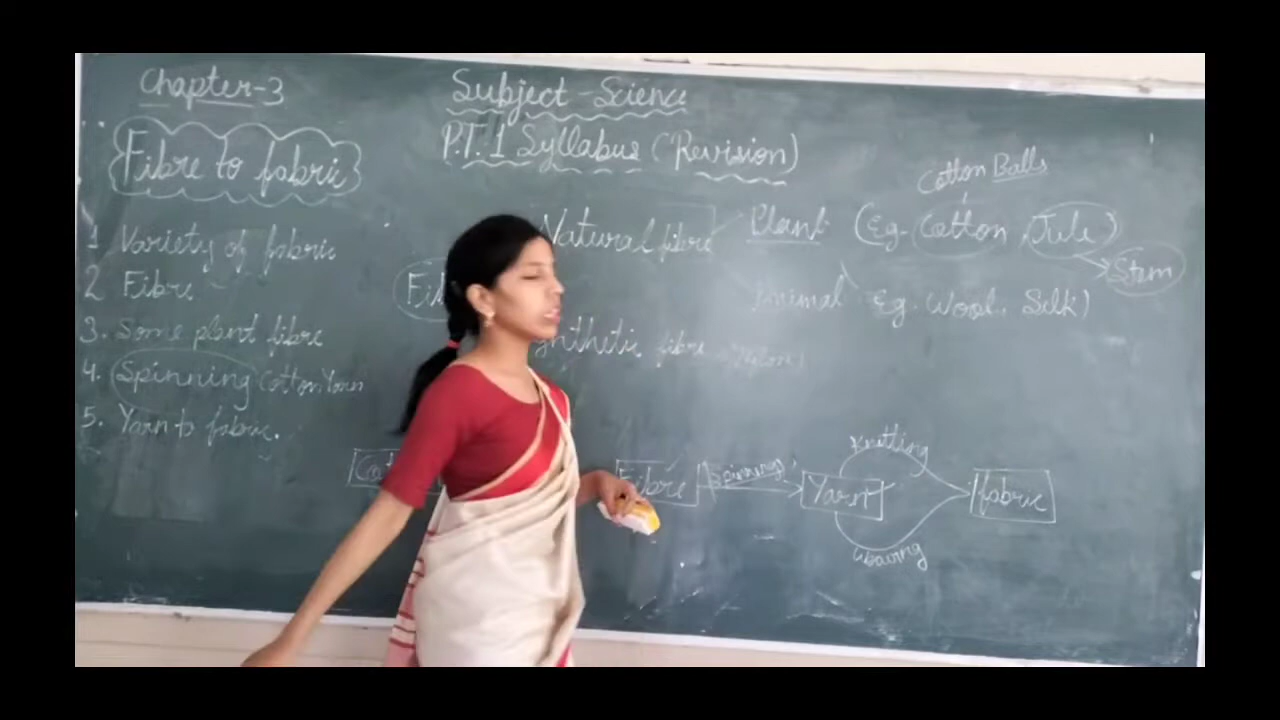 Chapter-3
Fibre to fabric
1 Variety of fabric
2 Fibre
3. Some plant fibre
4. Spinning Cotton Yarn
5. Yarn to fabric.
Subject-Science
P.T.1 Syllabus (Revision)
Cotton Balls
Natural fibre Plant (Eg. Cotton, Jute)
Stem
Animal Eg. Wool, Silk)
fibre
Fibre Spinning Yarn Knitting fabric
weaving